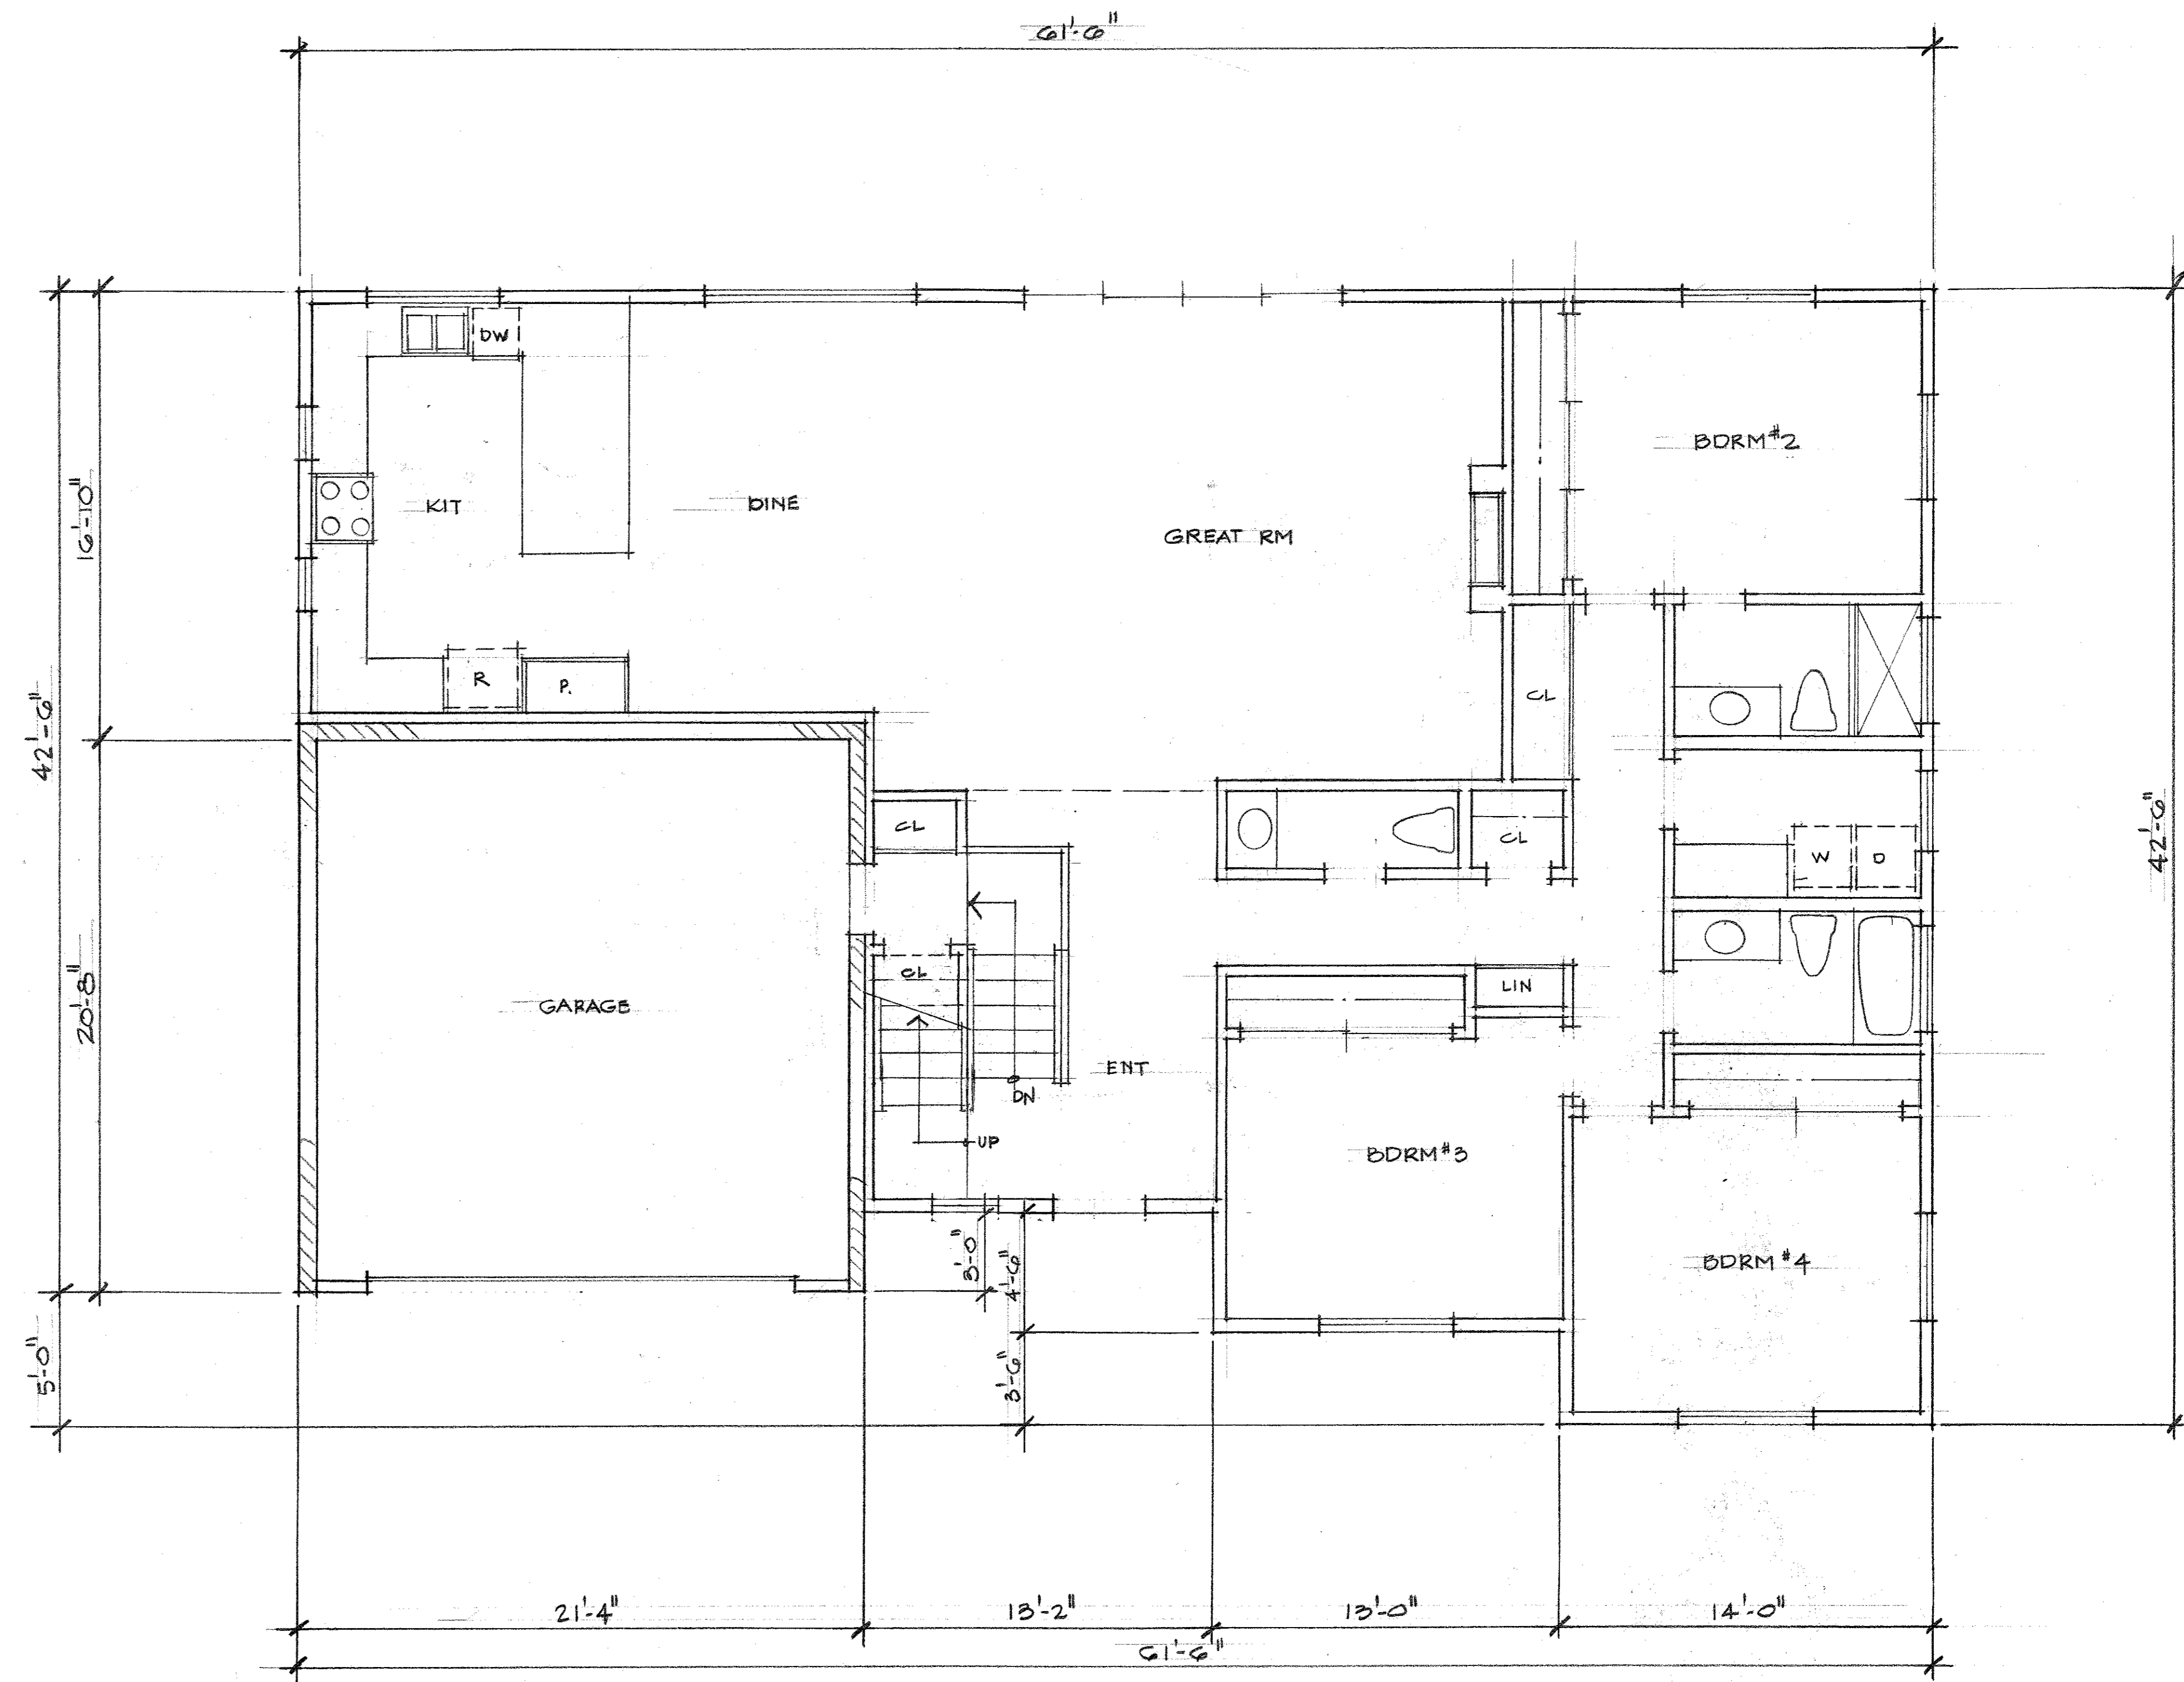 61'-6"
DW
BDRM #2
KIT
DINE
GREAT RM
16'-10"
R
P.
CL
42'-6"
CL
CL
W
D
42'-6"
CL
LIN
20'-8"
GARAGE
ENT
DN
UP
BDRM #3
3'-0"
4'-6"
BDRM #4
5'-0"
3'-6"
21'-4"
13'-2"
13'-0"
14'-0"
61'-6"